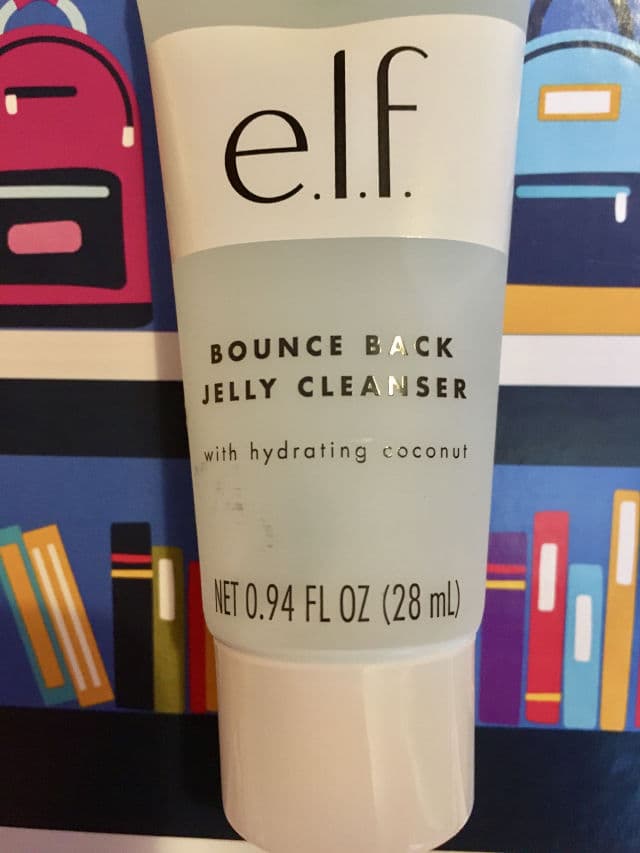 e.l.f.
BOUNCE BACK
JELLY CLEANSER
with hydrating coconut
NET 0.94 FL OZ (28 mL)